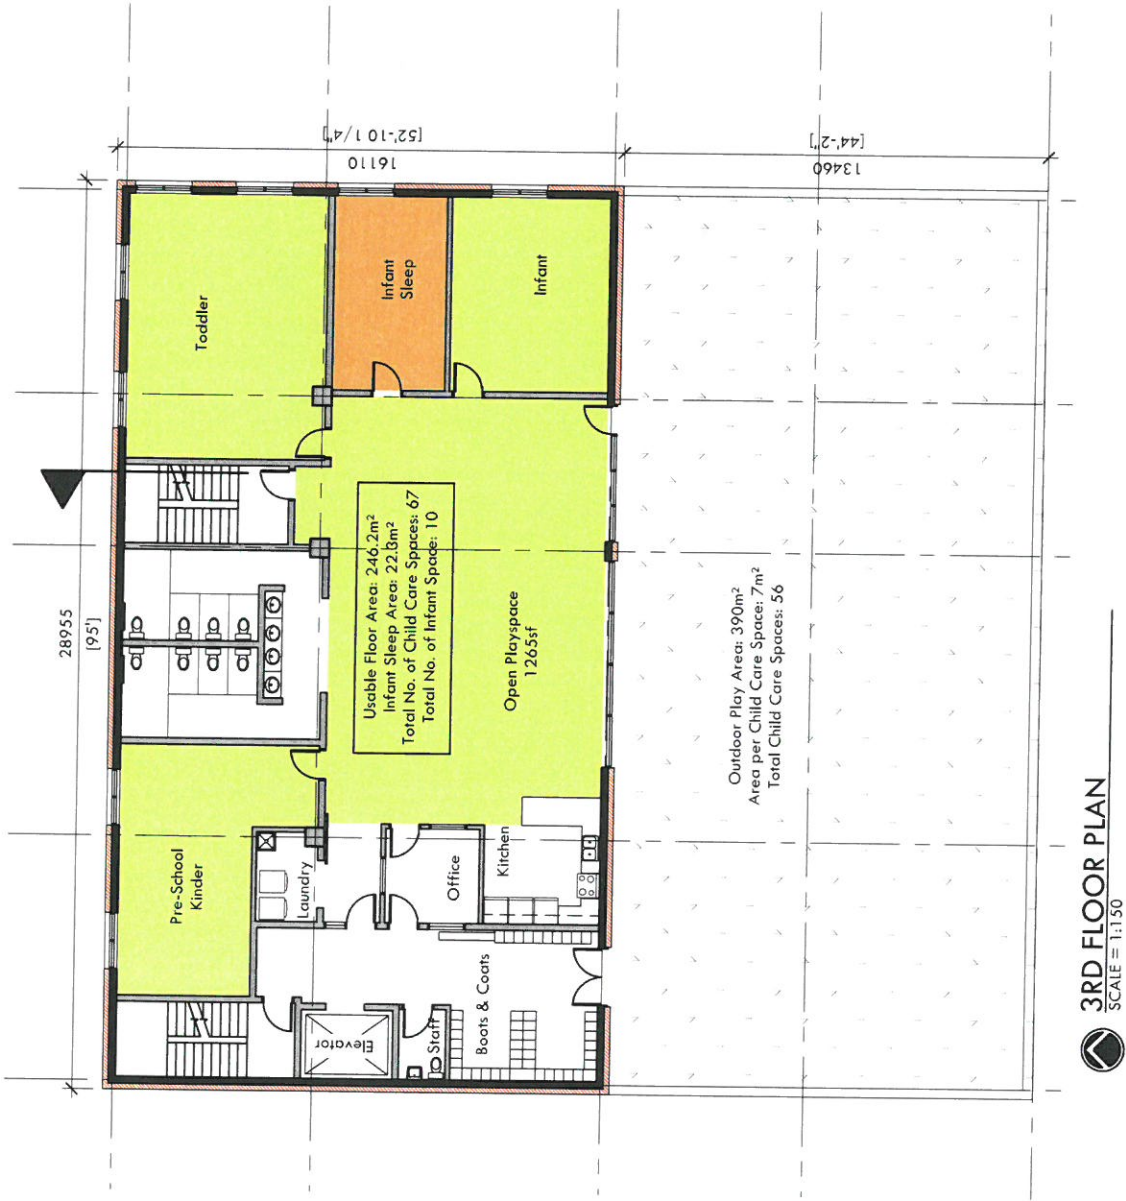 28955
[95']
16110
[52'-10 1/4"]
13460
[44'-2"]
Pre-School
Kinder
Toddler
Infant
Sleep
Infant
Laundry
Office
Kitchen
Elevator
Staff
Boots & Coats
Usable Floor Area: 246.2m²
Infant Sleep Area: 22.3m²
Total No. of Child Care Spaces: 67
Total No. of Infant Space: 10
Open Playspace
1265sf
Outdoor Play Area: 390m²
Area per Child Care Space: 7m²
Total Child Care Spaces: 56
3RD FLOOR PLAN
SCALE = 1:150